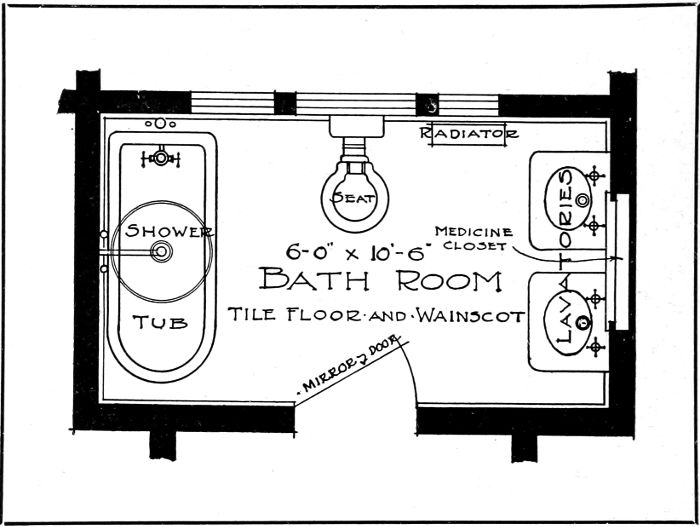 RADIATOR
SEAT
SHOWER
TUB
6-0" x 10'-6"
BATH ROOM
TILE FLOOR·AND·WAINSCOT
MEDICINE
CLOSET
LAVATORIES
·MIRROR·DOOR